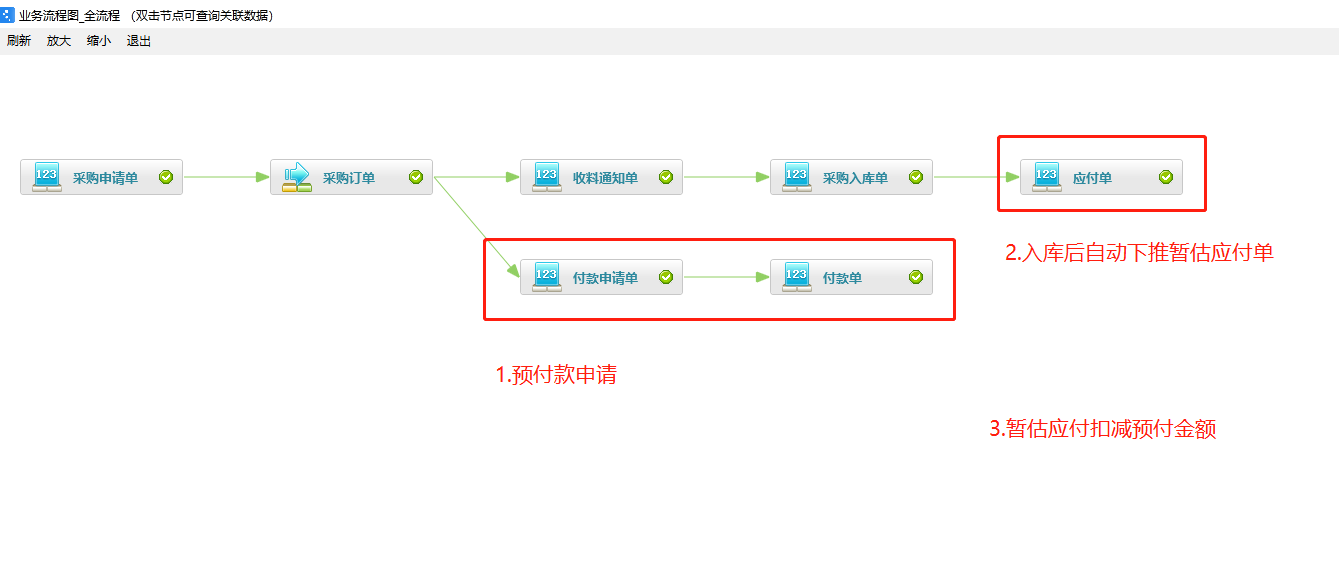 业务流程图_全流程 (双击节点可查询关联数据)
刷新 放大 缩小 退出
123 采购申请单
采购订单
123 收料通知单
123 采购入库单
123 应付单
2.入库后自动下推暂估应付单
123 付款申请单
123 付款单
1.预付款申请
3.暂估应付扣减预付金额